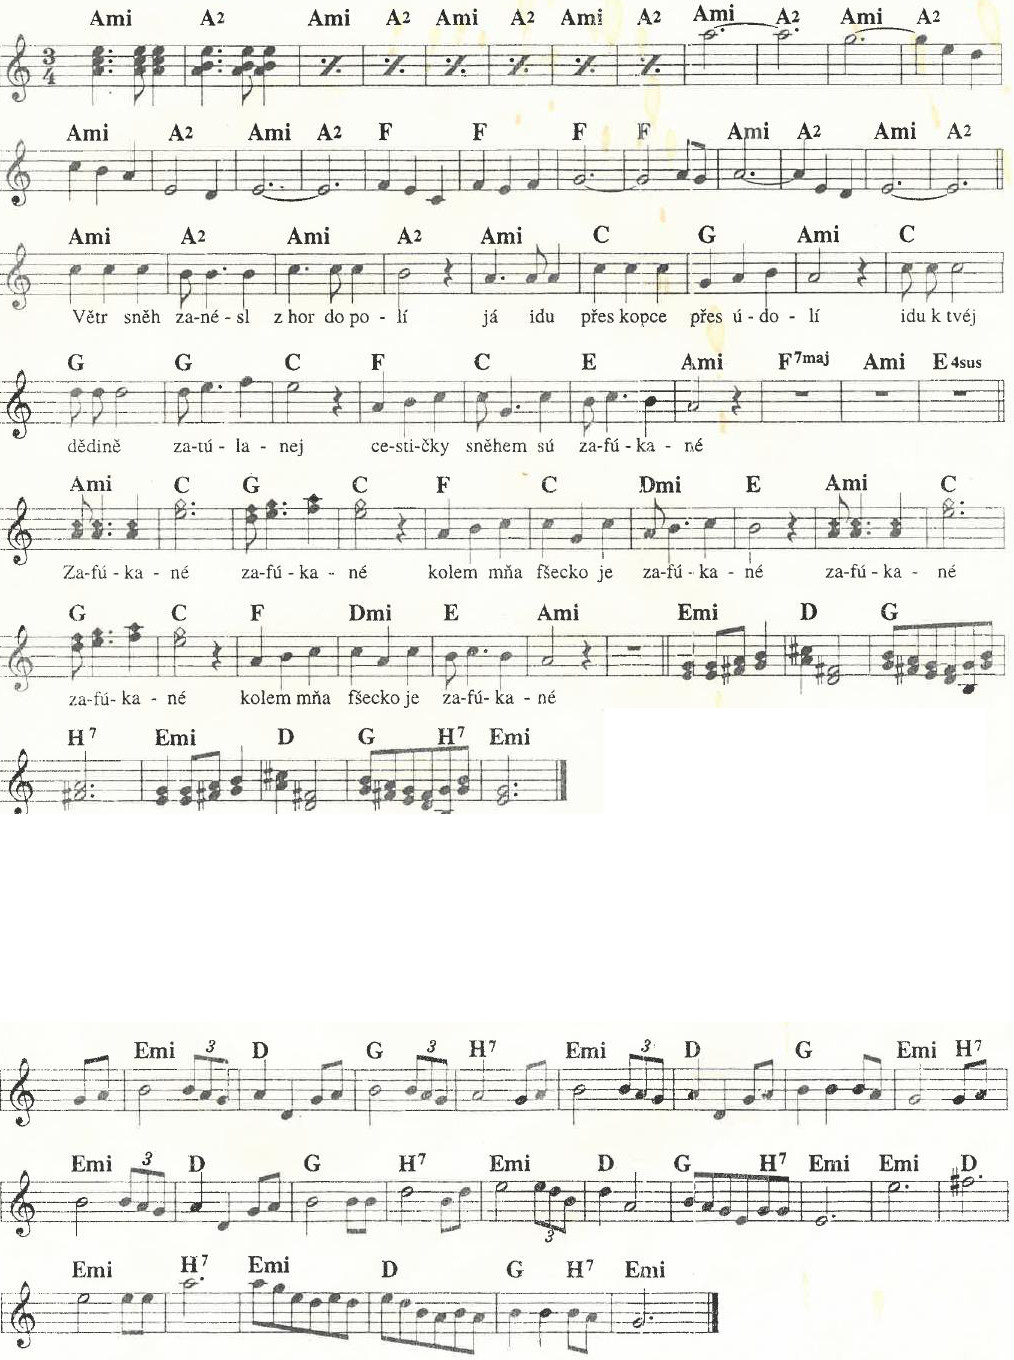 Ami A2 Ami A2 Ami A2 Ami A2 Ami A2 Ami A2
3
4
Ami A2 Ami A2 F F F F Ami A2 Ami A2
Ami A2 Ami A2 Ami C G Ami C
Větr sněh za-né-sl z hor do po-lí já idu přes kopce přes ú-do-lí idu k tvéj
G G C F C E Ami F7maj Ami E4sus
dědině za-tú-la-nej ce-sti-čky sněhem sú za-fú-ka-né
Ami C G C F C Dmi E Ami C
Za-fú-ka-né za-fú-ka-né kolem mňa fšecko je za-fú-ka-né za-fú-ka-né
G C F Dmi E Ami Emi D G
za-fú-ka-né kolem mňa fšecko je za-fú-ka-né
H7 Emi D G H7 Emi
Emi 3 D G 3 H7 Emi 3 D G Emi H7
Emi 3 D G H7 Emi D G H7 Emi Emi D
3
Emi H7 Emi D G H7 Emi